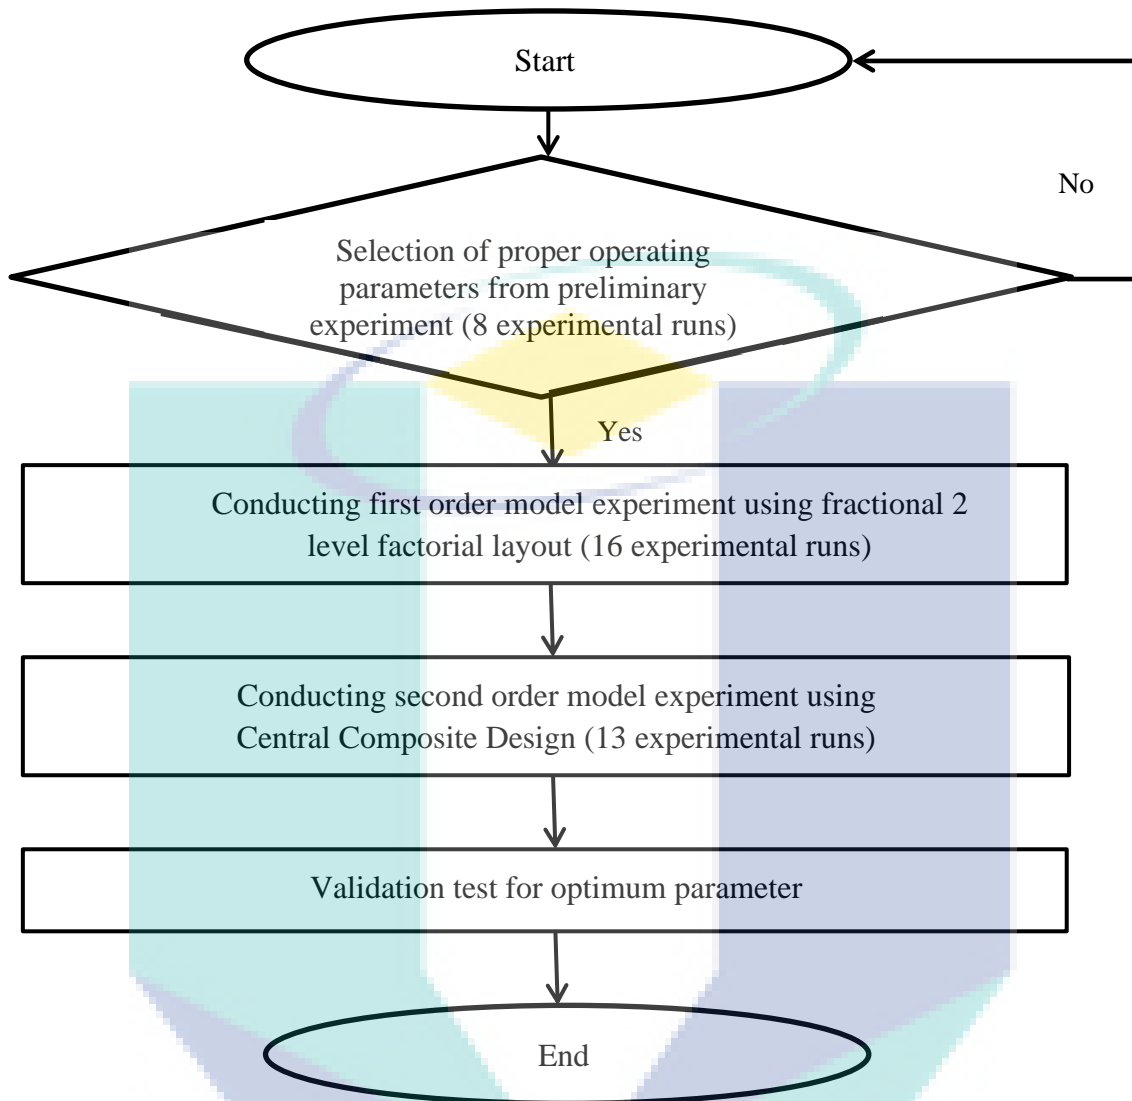 Start
No
Selection of proper operating
parameters from preliminary
experiment (8 experimental runs)
Yes
Conducting first order model experiment using fractional 2
level factorial layout (16 experimental runs)
Conducting second order model experiment using
Central Composite Design (13 experimental runs)
Validation test for optimum parameter
End